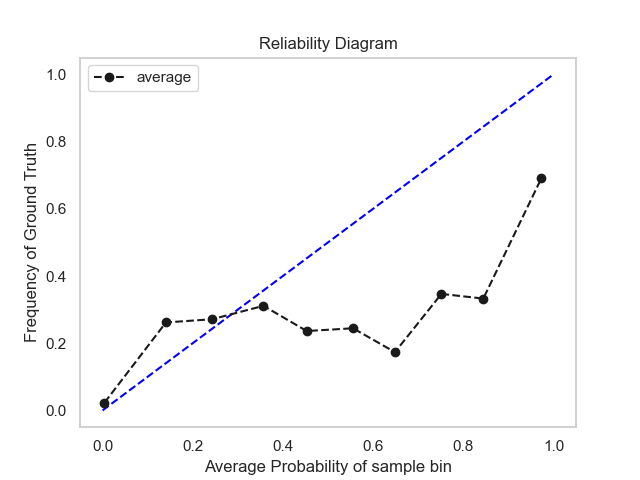 Reliability Diagram
average
1.0
0.8
0.6
0.4
0.2
0.0
Frequency of Ground Truth
0.0 0.2 0.4 0.6 0.8 1.0
Average Probability of sample bin